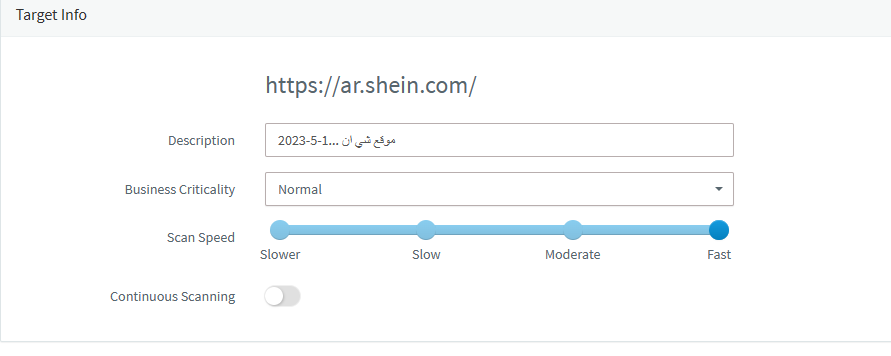 Target Info
https://ar.shein.com/
Description
موقع شي ان ...2023-5-1
Business Criticality
Normal
Scan Speed
Slower
Slow
Moderate
Fast
Continuous Scanning